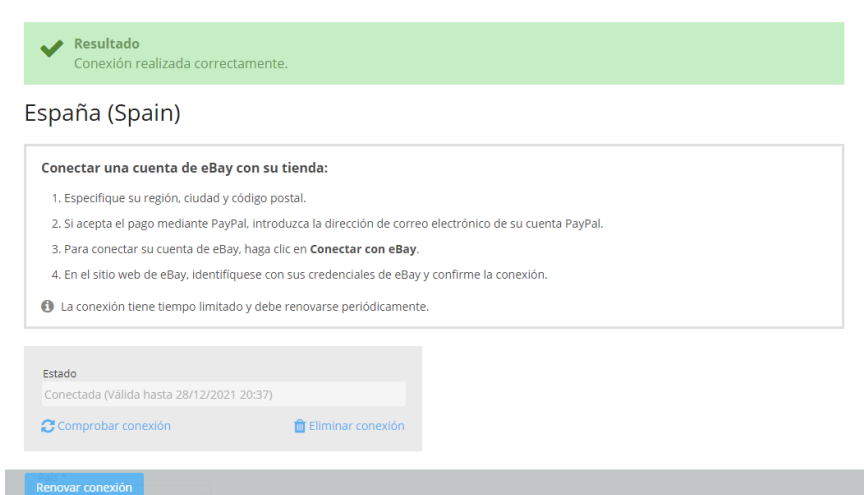 Resultado
Conexión realizada correctamente.
España (Spain)
Conectar una cuenta de eBay con su tienda:
1. Especifique su región, ciudad y código postal.
2. Si acepta el pago mediante PayPal, introduzca la dirección de correo electrónico de su cuenta PayPal.
3. Para conectar su cuenta de eBay, haga clic en Conectar con eBay.
4. En el sitio web de eBay, identifíquese con sus credenciales de eBay y confirme la conexión.
La conexión tiene tiempo limitado y debe renovarse periódicamente.
Estado
Conectada (Válida hasta 28/12/2021 20:37)
Comprobar conexión
Eliminar conexión
Renovar conexión